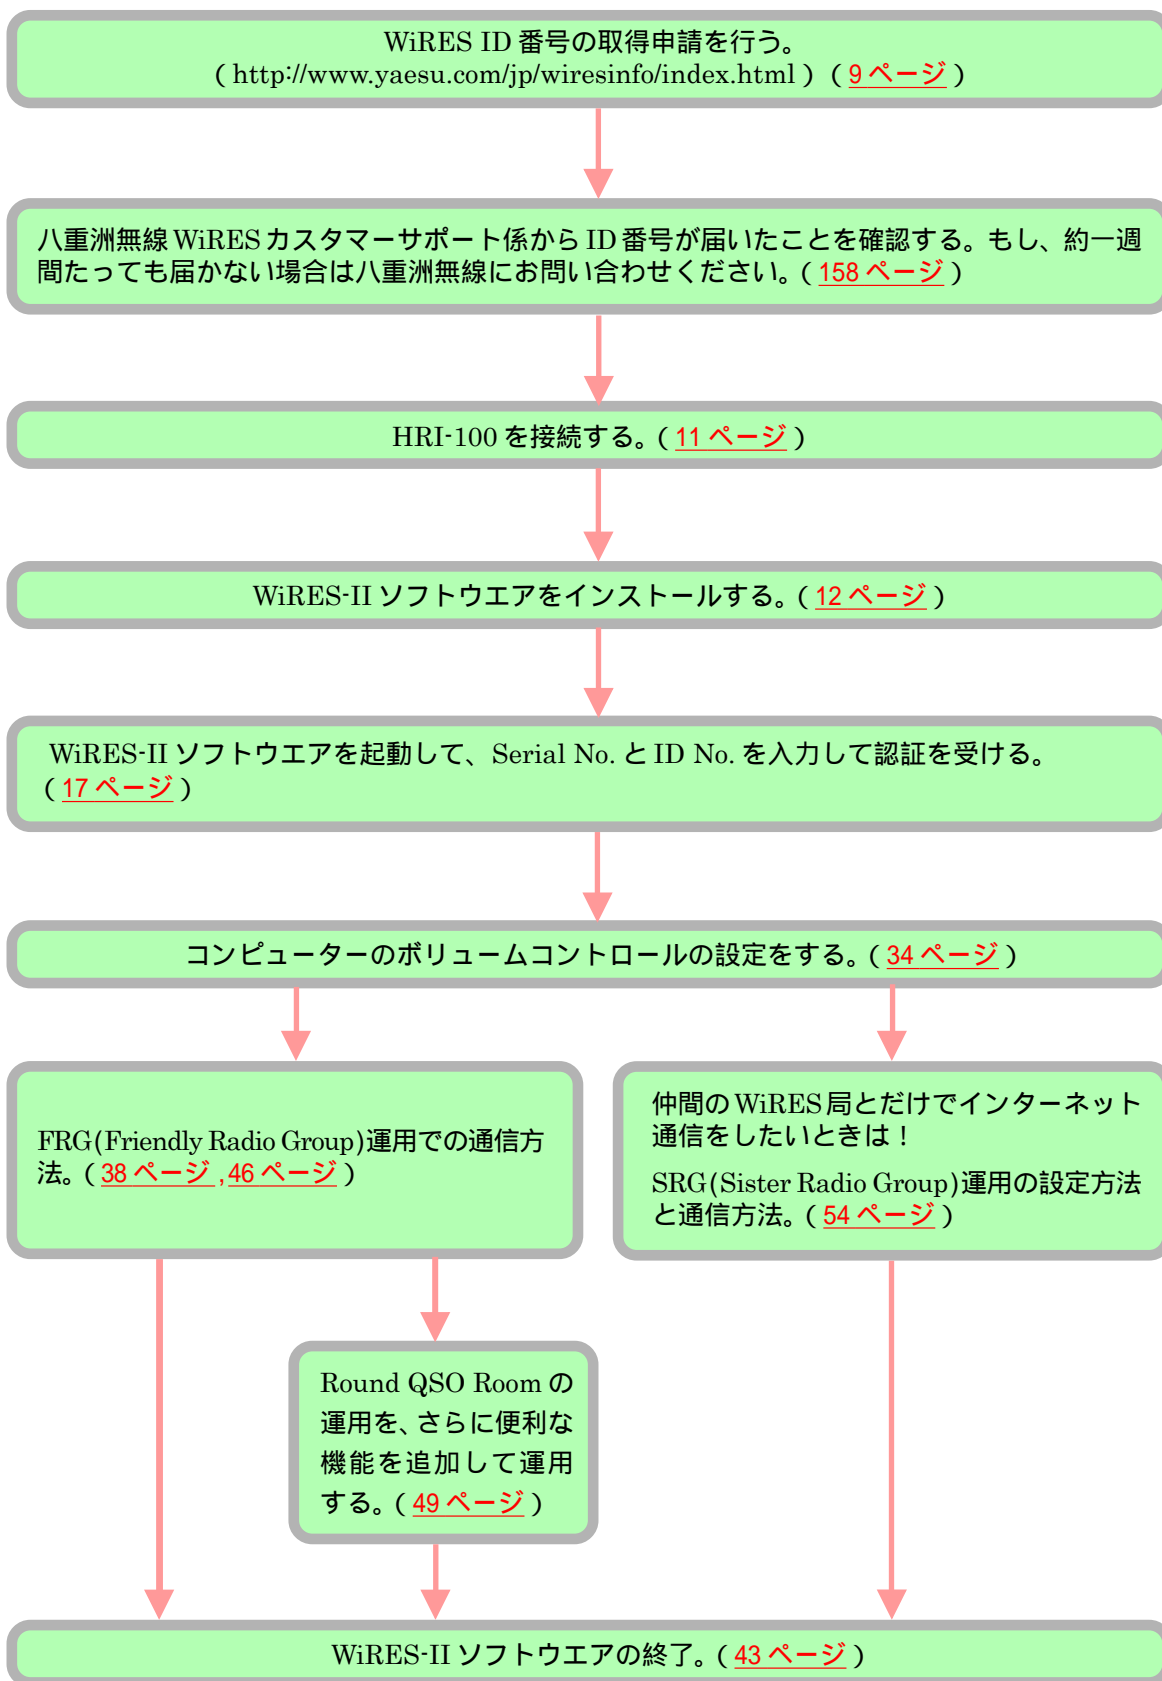 WiRES ID 番号の取得申請を行う。
( http://www.yaesu.com/jp/wiresinfo/index.html ) ( 9 ページ )
八重洲無線 WiRES カスタマーサポート係から ID 番号が届いたことを確認する。もし、約一週
間たっても届かない場合は八重洲無線にお問い合わせください。( 158 ページ )
HRI-100 を接続する。( 11 ページ )
WiRES-II ソフトウエアをインストールする。( 12 ページ )
WiRES-II ソフトウエアを起動して、Serial No. と ID No. を入力して認証を受ける。
( 17 ページ )
コンピューターのボリュームコントロールの設定をする。( 34 ページ )
FRG(Friendly Radio Group)運用での通信方
法。( 38 ページ ,46 ページ )
仲間の WiRES 局とだけでインターネット
通信をしたいときは!
SRG(Sister Radio Group)運用の設定方法
と通信方法。( 54 ページ )
Round QSO Room の
運用を、さらに便利な
機能を追加して運用
する。( 49 ページ )
WiRES-II ソフトウエアの終了。( 43 ページ )